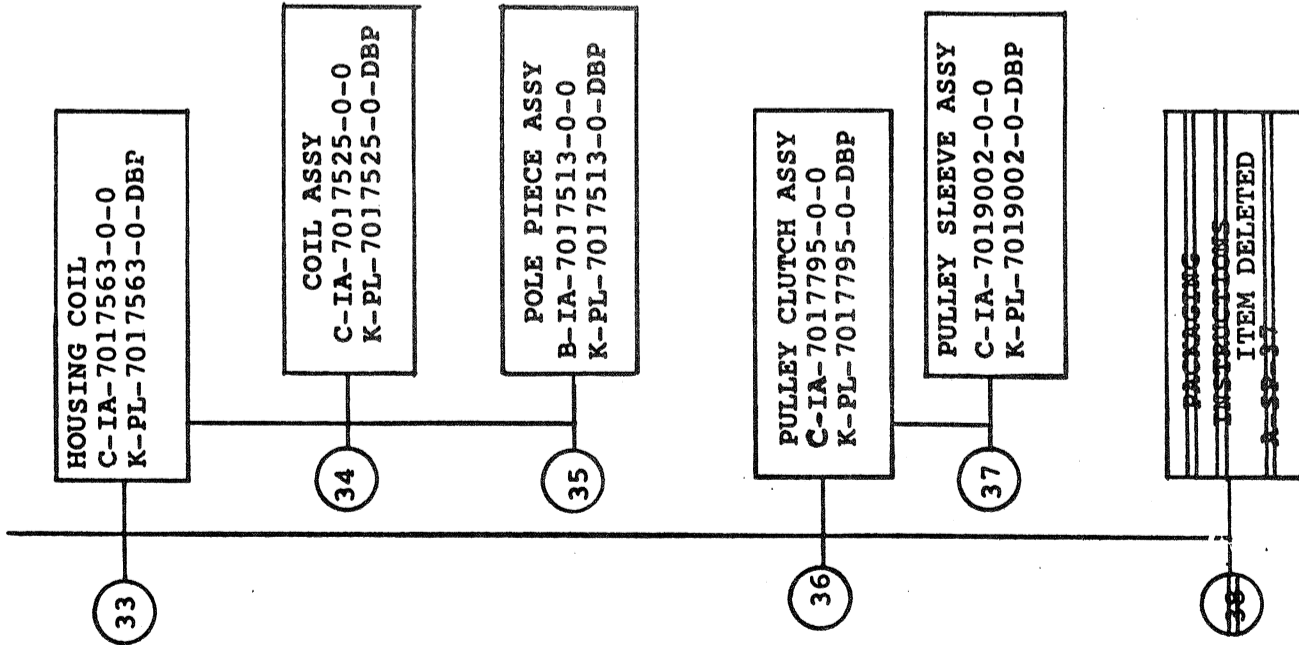 33
HOUSING COIL
C-IA-7017563-0-0
K-PL-7017563-0-DBP
34
COIL ASSY
C-IA-7017525-0-0
K-PL-7017525-0-DBP
35
POLE PIECE ASSY
B-IA-7017513-0-0
K-PL-7017513-0-DBP
36
PULLEY CLUTCH ASSY
C-IA-7017795-0-0
K-PL-7017795-0-DBP
37
PULLEY SLEEVE ASSY
C-IA-7019002-0-0
K-PL-7019002-0-DBP
38
PACKAGING
INSTRUCTIONS
ITEM DELETED
A-SP-37